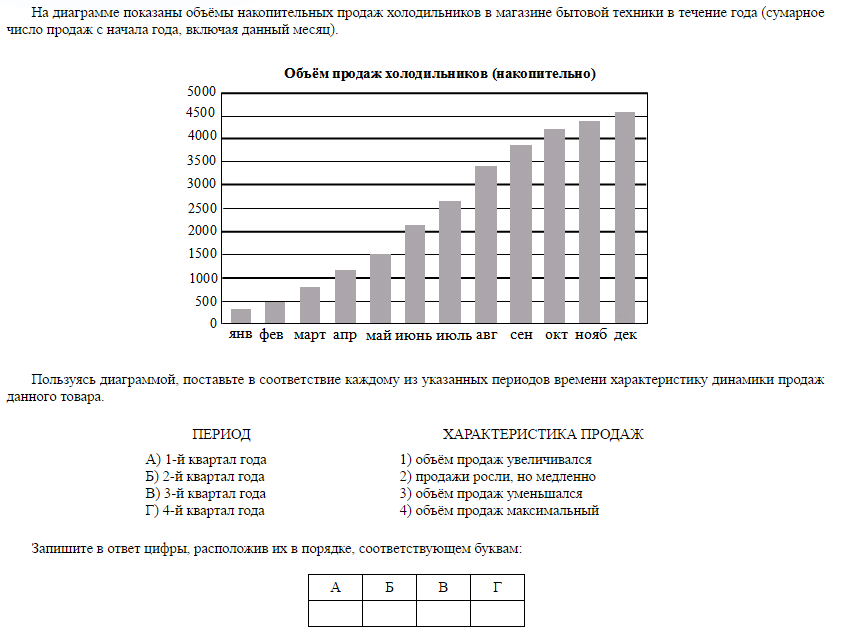 На диаграмме показаны объёмы накопительных продаж холодильников в магазине бытовой техники в течение года (сумарное
число продаж с начала года, включая данный месяц).
Объём продаж холодильников (накопительно)
5000
4500
4000
3500
3000
2500
2000
1500
1000
500
0
янв фев март апр май июнь июль авг сен окт нояб дек
Пользуясь диаграммой, поставьте в соответствие каждому из указанных периодов времени характеристику динамики продаж
данного товара.
ПЕРИОД ХАРАКТЕРИСТИКА ПРОДАЖ
А) 1-й квартал года 1) объём продаж увеличивался
Б) 2-й квартал года 2) продажи росли, но медленно
В) 3-й квартал года 3) объём продаж уменьшался
Г) 4-й квартал года 4) объём продаж максимальный
Запишите в ответ цифры, расположив их в порядке, соответствующем буквам:
А Б В Г